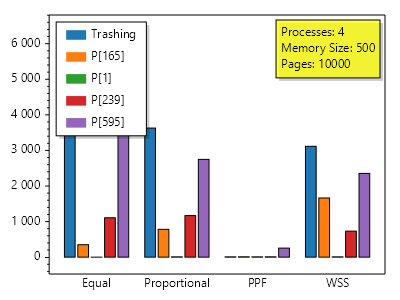 6 000
5 000
4 000
3 000
2 000
1 000
0
Trashing
P[165]
P[1]
P[239]
P[595]
Processes: 4
Memory Size: 500
Pages: 10000
Equal
Proportional
PPF
WSS